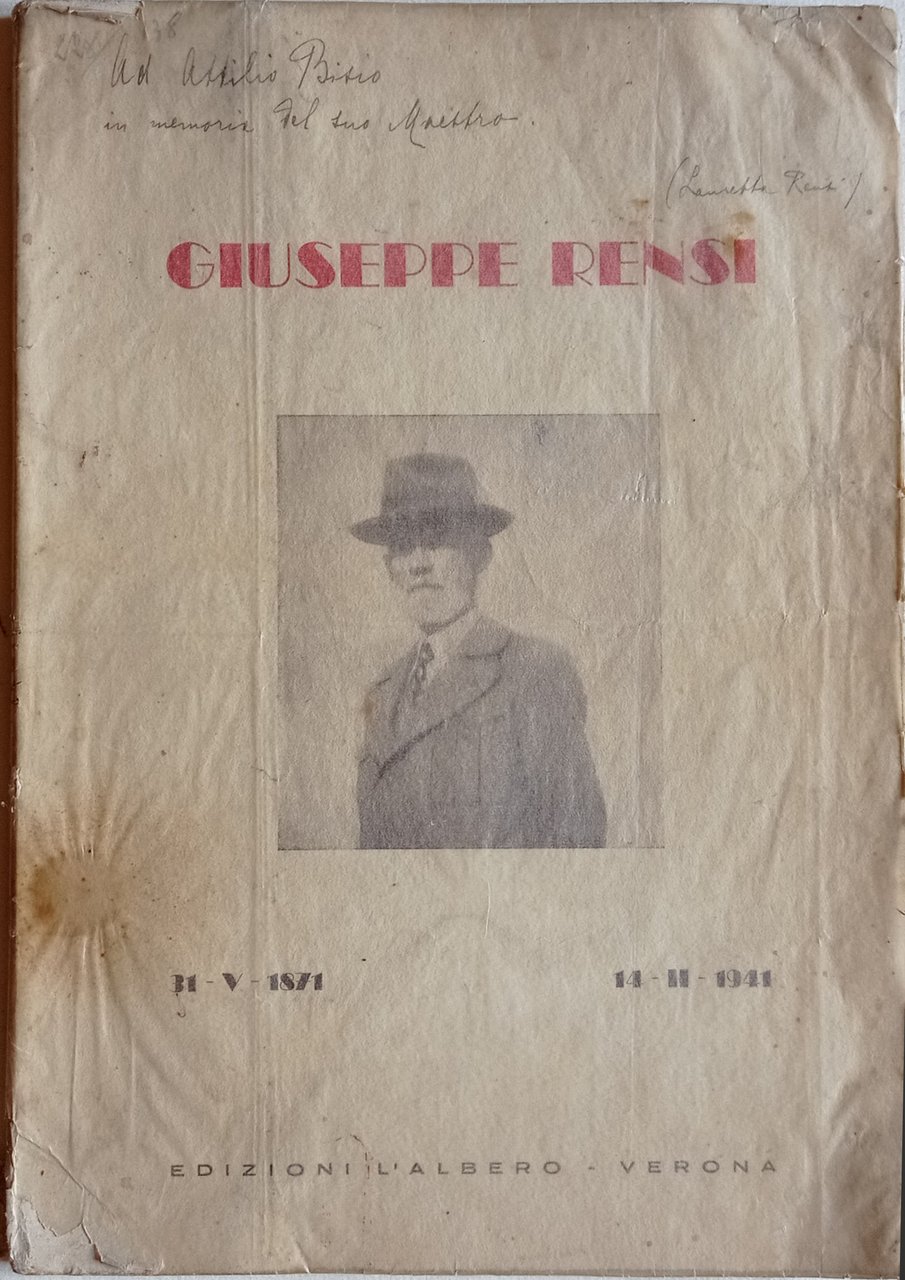 Ad Attilio Bisio
in memoria del suo Maestro.
(Lauretta Rensi)
GIUSEPPE RENSI
31 - V - 1871
14 - II - 1941
EDIZIONI L'ALBERO - VERONA